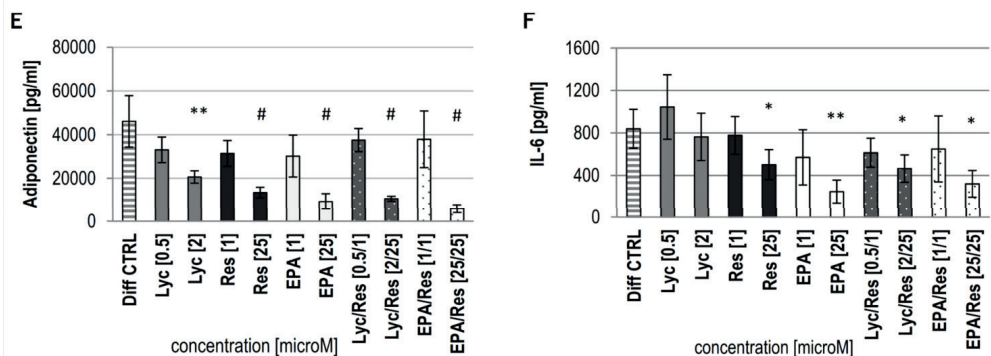 E
Adiponectin [pg/ml]
80000
60000
40000
20000
0
** # # # #
Diff CTRL
Lyc [0.5]
Lyc [2]
Res [1]
Res [25]
EPA [1]
EPA [25]
Lyc/Res [0.5/1]
Lyc/Res [2/25]
EPA/Res [1/1]
EPA/Res [25/25]
concentration [microM]
F
IL-6 [pg/ml]
1600
1200
800
400
0
* ** * *
Diff CTRL
Lyc [0.5]
Lyc [2]
Res [1]
Res [25]
EPA [1]
EPA [25]
Lyc/Res [0.5/1]
Lyc/Res [2/25]
EPA/Res [1/1]
EPA/Res [25/25]
concentration [microM]